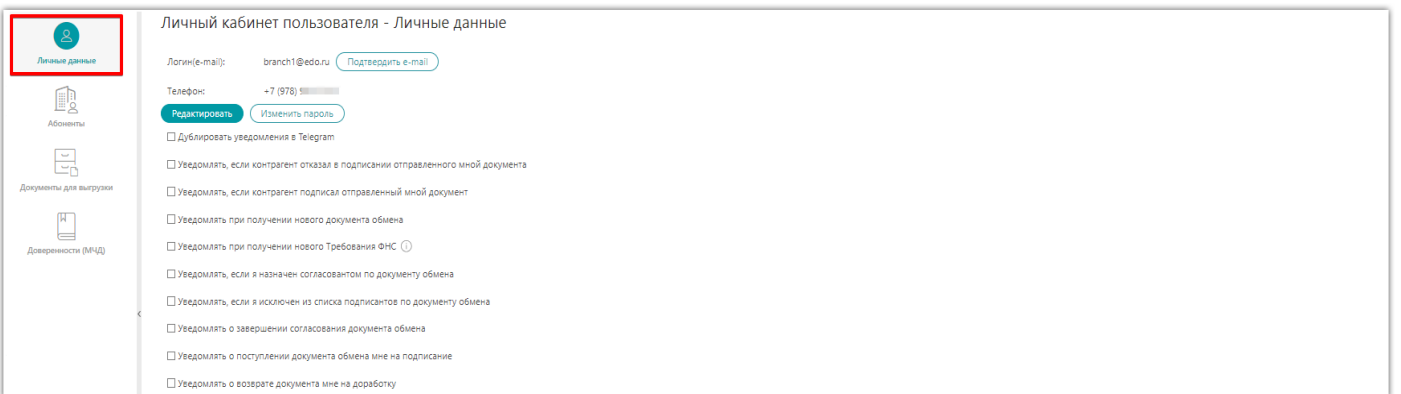 Личный кабинет пользователя - Личные данные
Личные данные
Абоненты
Документы для выгрузки
Доверенности (МЧД)
Логин(e-mail): branch1@edo.ru Подтвердить e-mail
Телефон: +7 (978)
Редактировать Изменить пароль
Дублировать уведомления в Telegram
Уведомлять, если контрагент отказал в подписании отправленного мной документа
Уведомлять, если контрагент подписал отправленный мной документ
Уведомлять при получении нового документа обмена
Уведомлять при получении нового Требования ФНС
Уведомлять, если я назначен согласовантом по документу обмена
Уведомлять, если я исключен из списка подписантов по документу обмена
Уведомлять о завершении согласования документа обмена
Уведомлять о поступлении документа обмена мне на подписание
Уведомлять о возврате документа мне на доработку